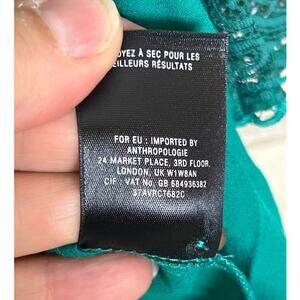 OYEZ À SEC POUR LES
EILLEURS RÉSULTATS
FOR EU : IMPORTED BY
ANTHROPOLOGIE
24 MARKET PLACE, 3RD FLOOR
LONDON, UK W1W8AN
CIF : VAT No. GB 684936382
37AVRCT682C